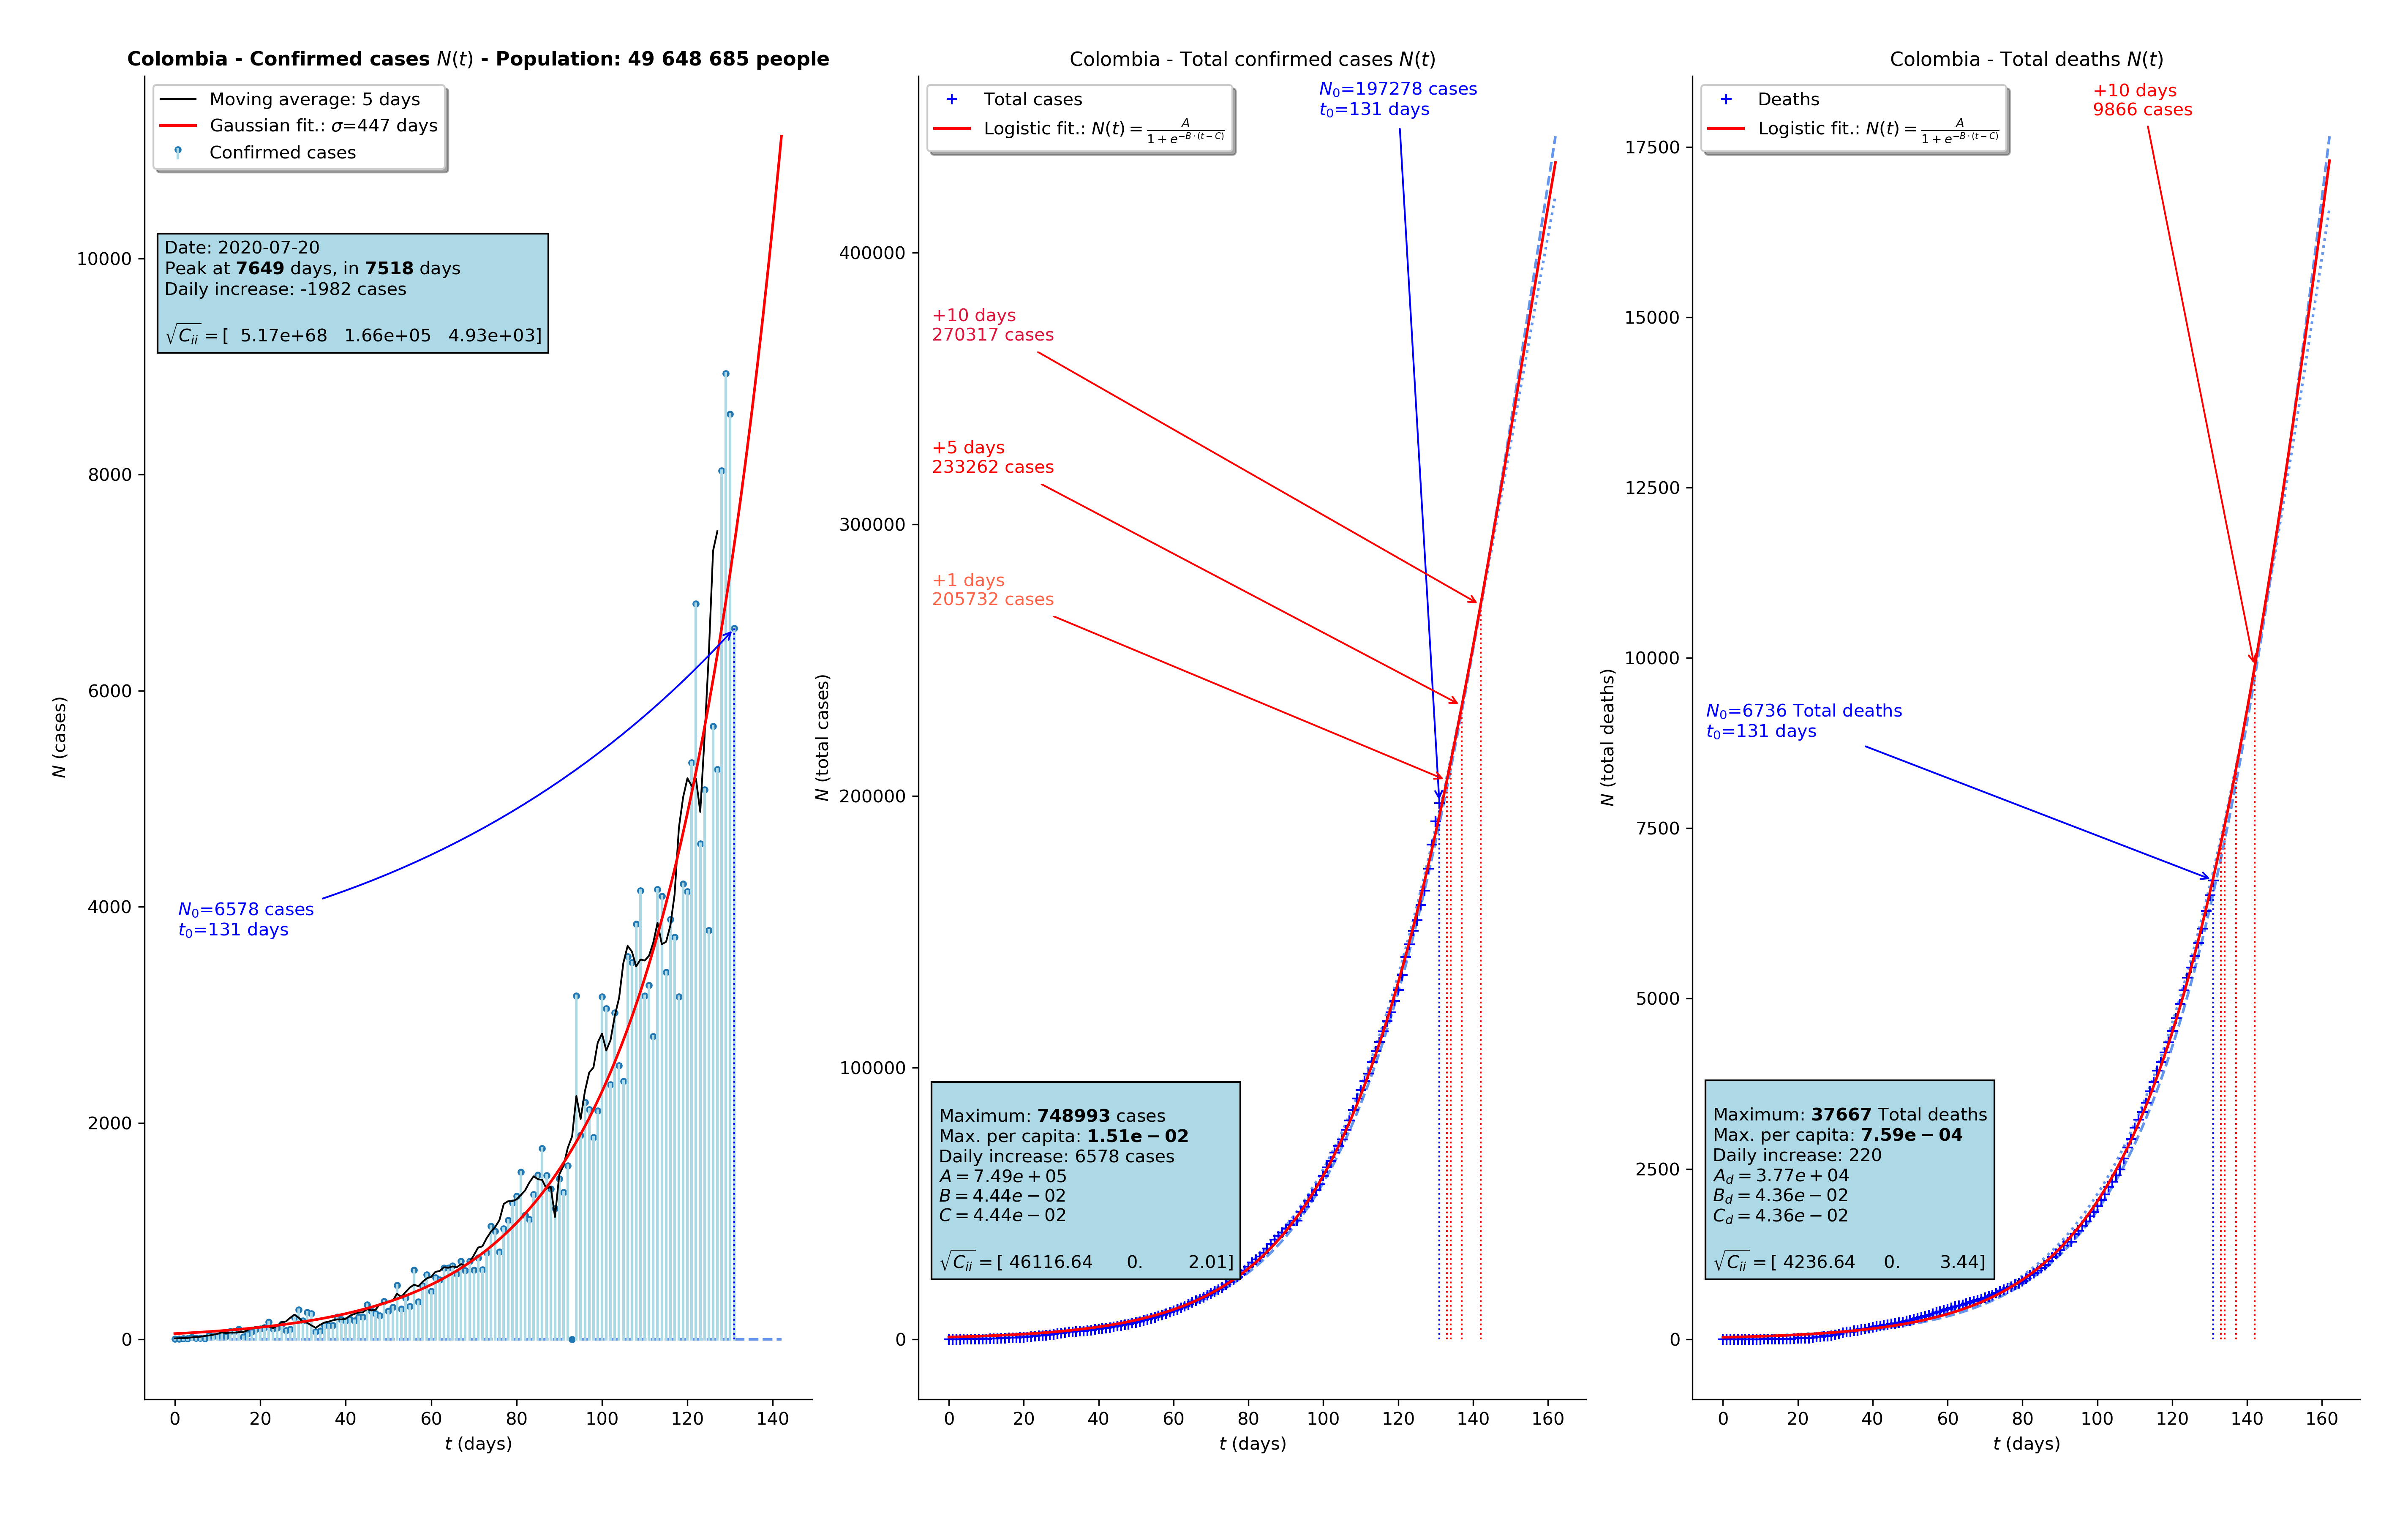 Colombia - Confirmed cases N(t) - Population: 49 648 685 people
Moving average: 5 days
Gaussian fit.: σ=447 days
Confirmed cases
Date: 2020-07-20
Peak at 7649 days, in 7518 days
Daily increase: -1982 cases
√C_ii = [ 5.17e+68 1.66e+05 4.93e+03]
N₀=6578 cases
t₀=131 days
N (cases)
10000
8000
6000
4000
2000
0
0 20 40 60 80 100 120 140
t (days)
Colombia - Total confirmed cases N(t)
Total cases
Logistic fit.: N(t) = A / (1 + e^(−B·(t−C)))
N₀=197278 cases
t₀=131 days
+10 days
270317 cases
+5 days
233262 cases
+1 days
205732 cases
Maximum: 748993 cases
Max. per capita: 1.51e − 02
Daily increase: 6578 cases
A = 7.49e + 05
B = 4.44e − 02
C = 4.44e − 02
√C_ii = [ 46116.64 0. 2.01]
N (total cases)
400000
300000
200000
100000
0
0 20 40 60 80 100 120 140 160
t (days)
Colombia - Total deaths N(t)
Deaths
Logistic fit.: N(t) = A / (1 + e^(−B·(t−C)))
+10 days
9866 cases
N₀=6736 Total deaths
t₀=131 days
Maximum: 37667 Total deaths
Max. per capita: 7.59e − 04
Daily increase: 220
A_d = 3.77e + 04
B_d = 4.36e − 02
C_d = 4.36e − 02
√C_ii = [ 4236.64 0. 3.44]
N (total deaths)
17500
15000
12500
10000
7500
5000
2500
0
0 20 40 60 80 100 120 140 160
t (days)